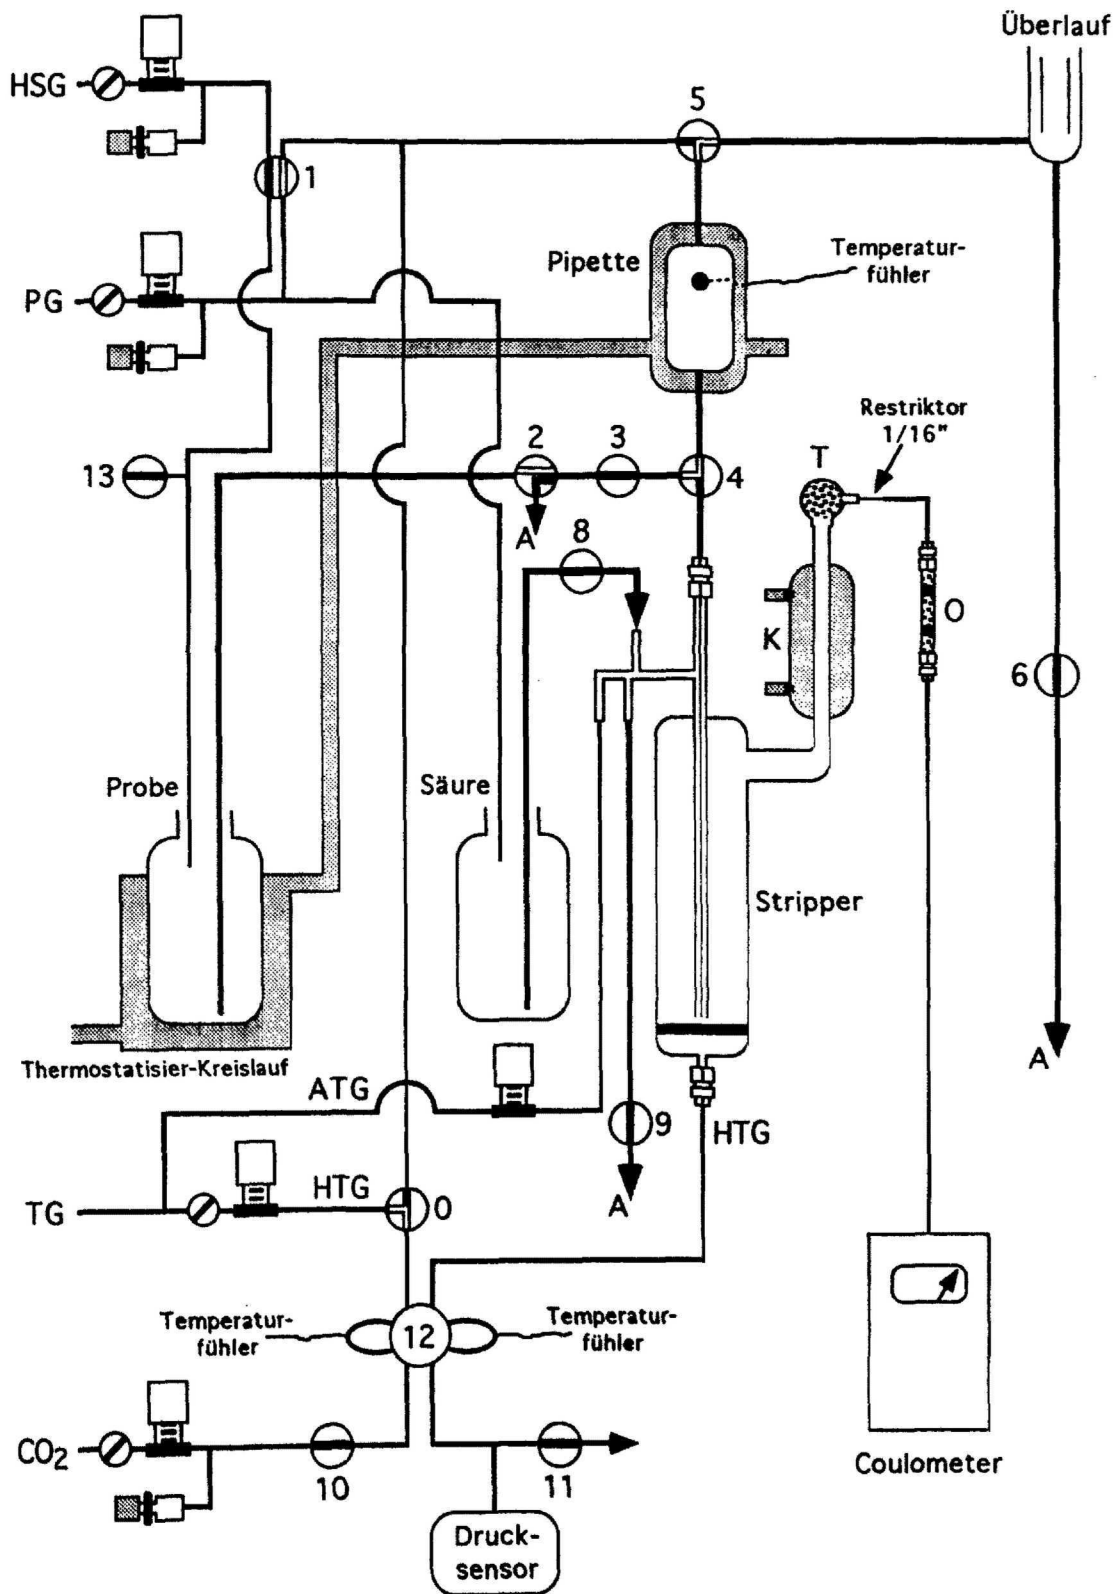 Überlauf
HSG
5
1
Pipette
Temperatur-
fühler
PG
Restriktor
1/16"
13
2
3
4
T
A
8
K
O
6
Probe
Säure
Stripper
A
Thermostatisier-Kreislauf
ATG
9
HTG
TG
HTG
0
A
Temperatur-
fühler
12
Temperatur-
fühler
CO2
10
11
Coulometer
Druck-
sensor